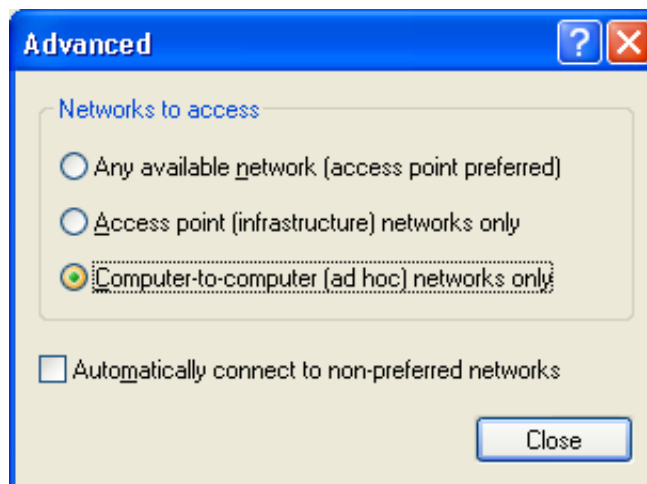 Advanced
Networks to access
Any available network (access point preferred)
Access point (infrastructure) networks only
Computer-to-computer (ad hoc) networks only
Automatically connect to non-preferred networks
Close